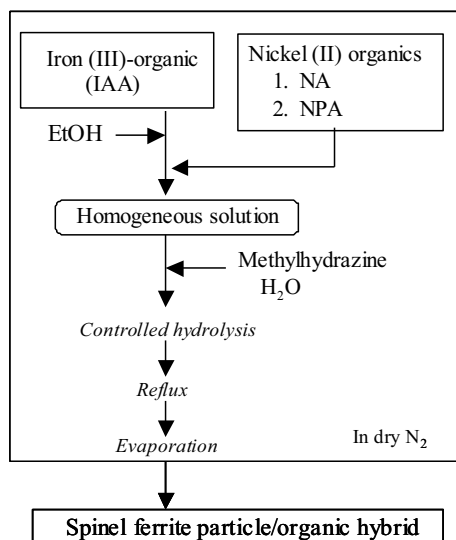 Iron (III)-organic
(IAA)
Nickel (II) organics
1. NA
2. NPA
EtOH
Homogeneous solution
Methylhydrazine
H₂O
Controlled hydrolysis
Reflux
Evaporation
In dry N₂
Spinel ferrite particle/organic hybrid